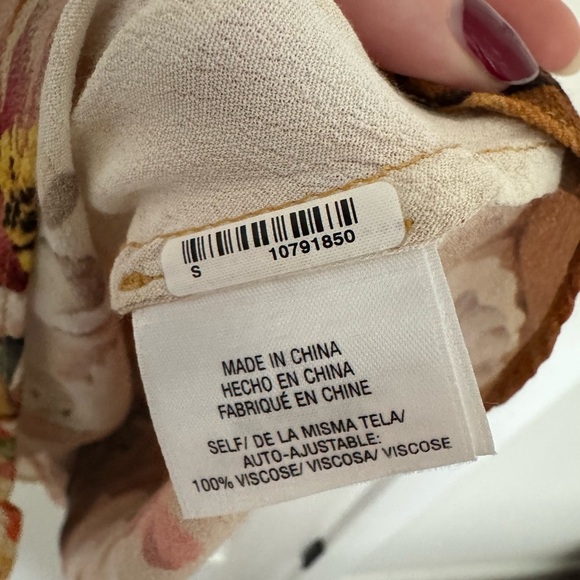 S 10791850
MADE IN CHINA
HECHO EN CHINA
FABRIQUÉ EN CHINE
SELF/ DE LA MISMA TELA/
AUTO-AJUSTABLE:
100% VISCOSE/ VISCOSA/ VISCOSE